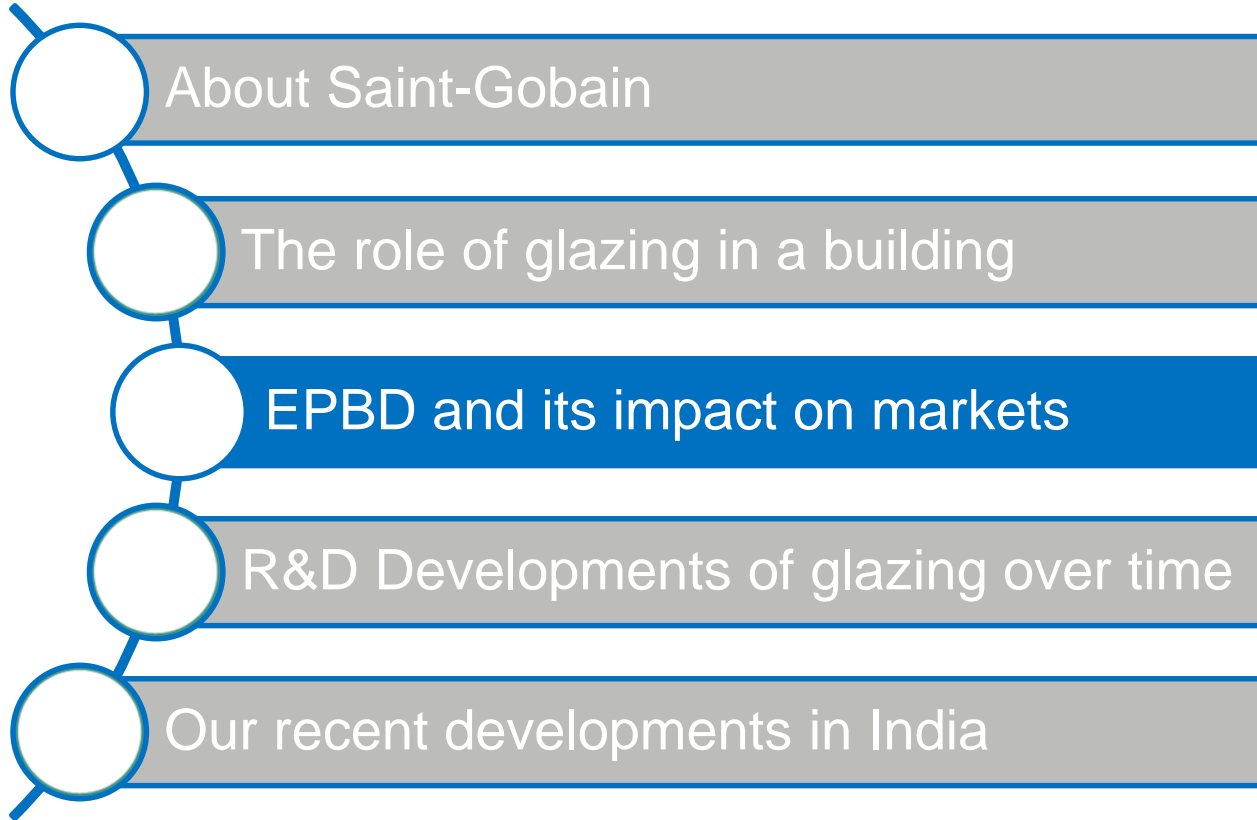 About Saint-Gobain
The role of glazing in a building
EPBD and its impact on markets
R&D Developments of glazing over time
Our recent developments in India